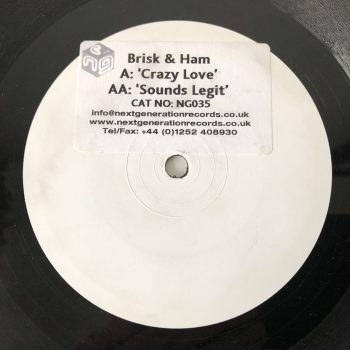 Brisk & Ham
A: 'Crazy Love'
AA: 'Sounds Legit'
CAT NO: NG035
info@nextgenerationrecords.co.uk
www.nextgenerationrecords.co.uk
Tel/Fax: +44 (0)1252 408930